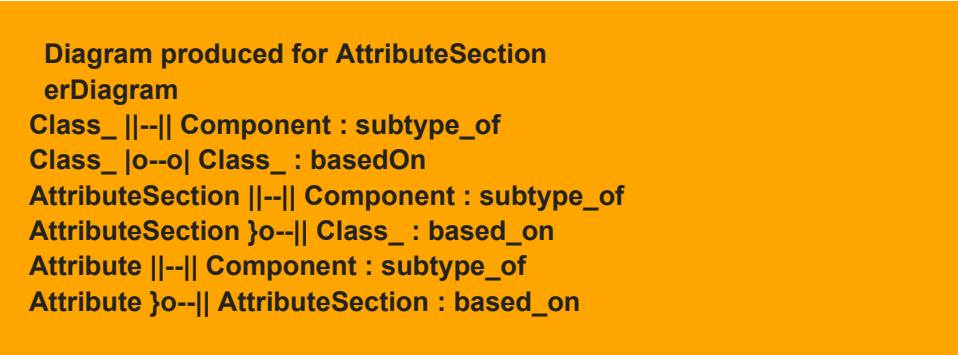 Diagram produced for AttributeSection
erDiagram
Class_ ||--|| Component : subtype_of
Class_ |o--o| Class_ : basedOn
AttributeSection ||--|| Component : subtype_of
AttributeSection }o--|| Class_ : based_on
Attribute ||--|| Component : subtype_of
Attribute }o--|| AttributeSection : based_on